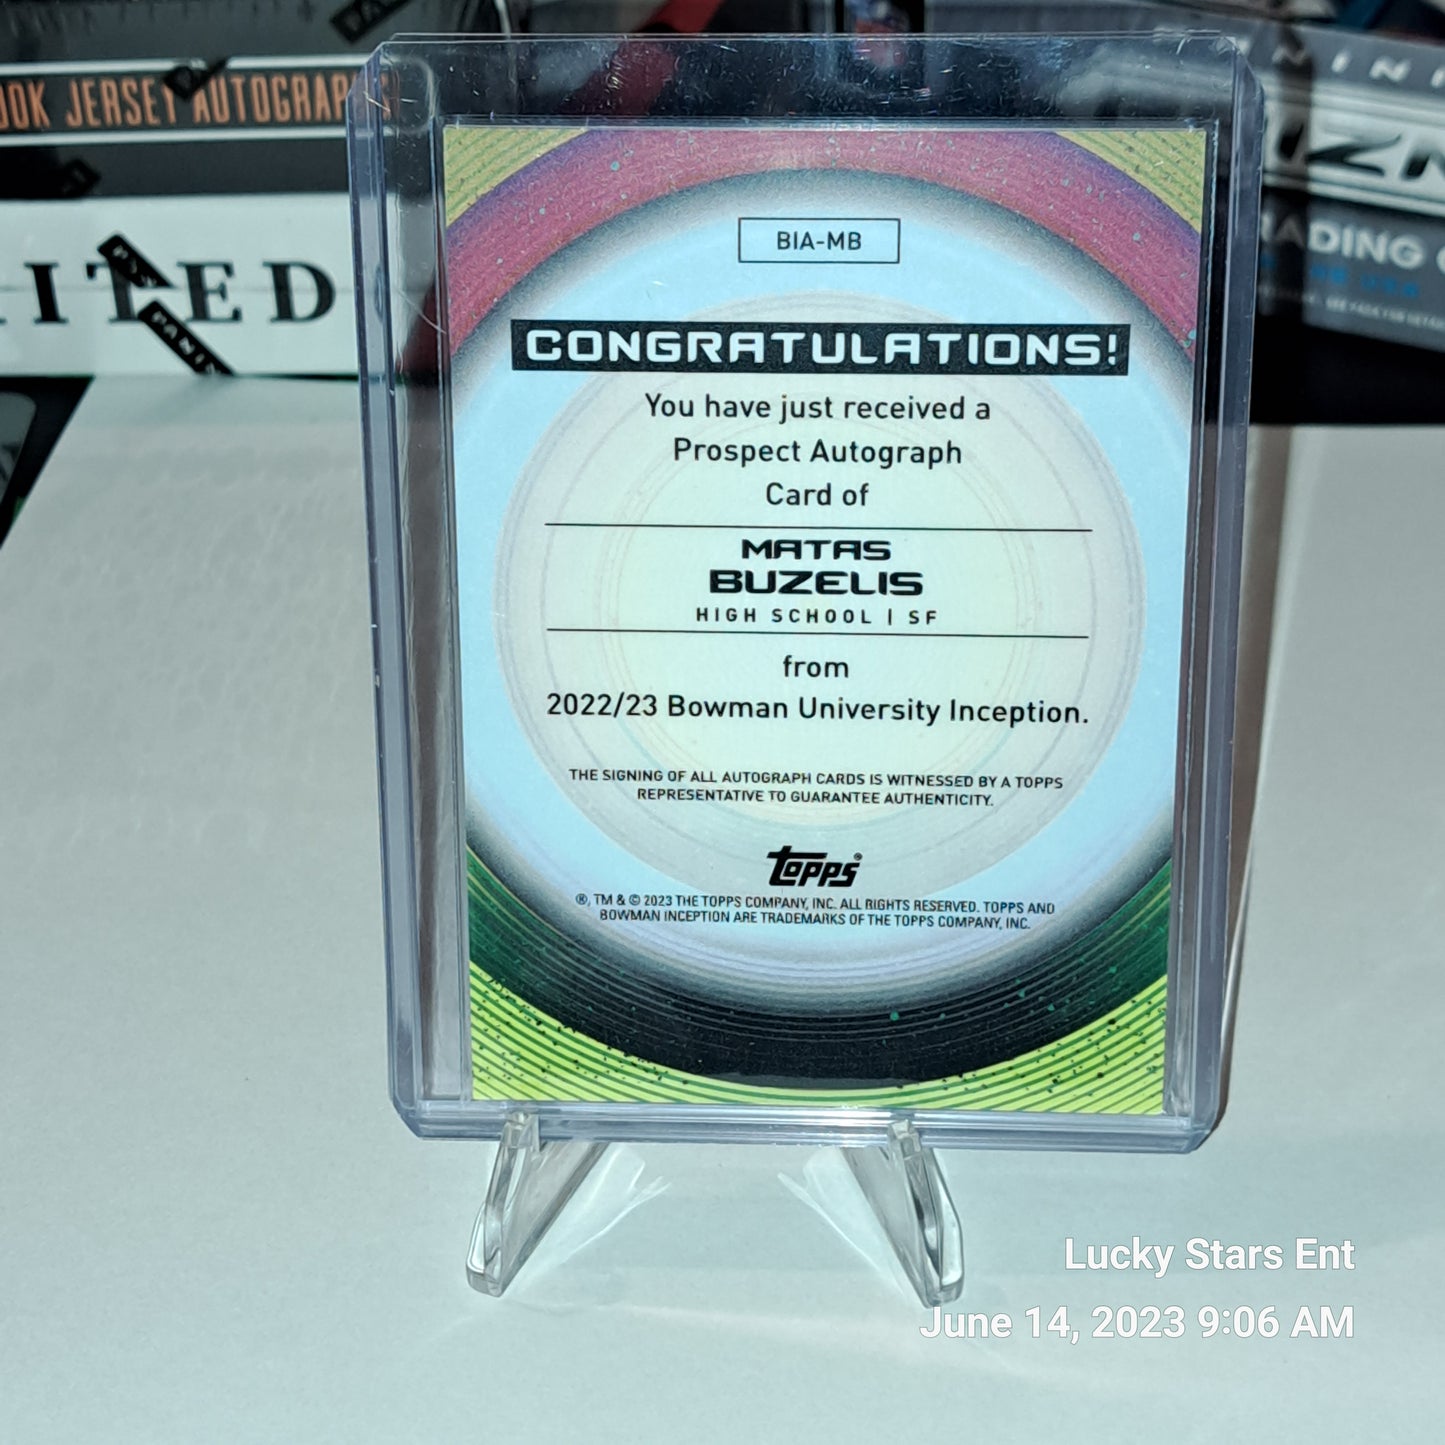 JERSEY AUTOGRAPHS
ITED
PANINI
ADING
BIA-MB
CONGRATULATIONS!
You have just received a
Prospect Autograph
Card of
MATAS
BUZELIS
HIGH SCHOOL | SF
from
2022/23 Bowman University Inception.
THE SIGNING OF ALL AUTOGRAPH CARDS IS WITNESSED BY A TOPPS
REPRESENTATIVE TO GUARANTEE AUTHENTICITY.
Topps®
®, TM & © 2023 THE TOPPS COMPANY, INC. ALL RIGHTS RESERVED. TOPPS AND
BOWMAN INCEPTION ARE TRADEMARKS OF THE TOPPS COMPANY, INC.
Lucky Stars Ent
June 14, 2023 9:06 AM